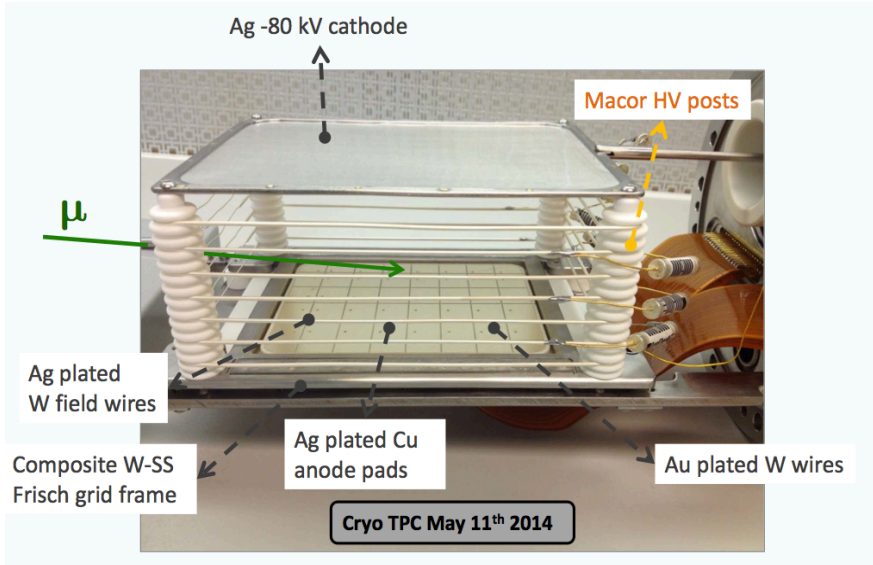 Ag -80 kV cathode
Macor HV posts
μ
Ag plated
W field wires
Ag plated Cu
anode pads
Composite W-SS
Frisch grid frame
Au plated W wires
Cryo TPC May 11th 2014